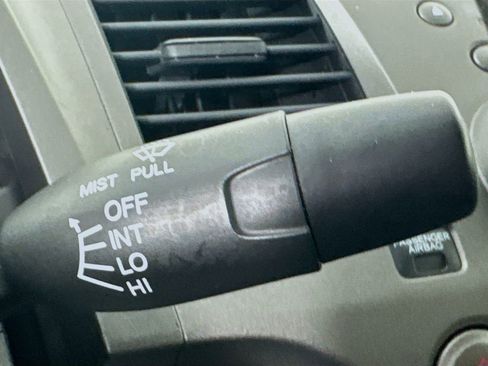 MIST PULL
OFF
INT
LO
HI
PASSENGER
AIRBAG